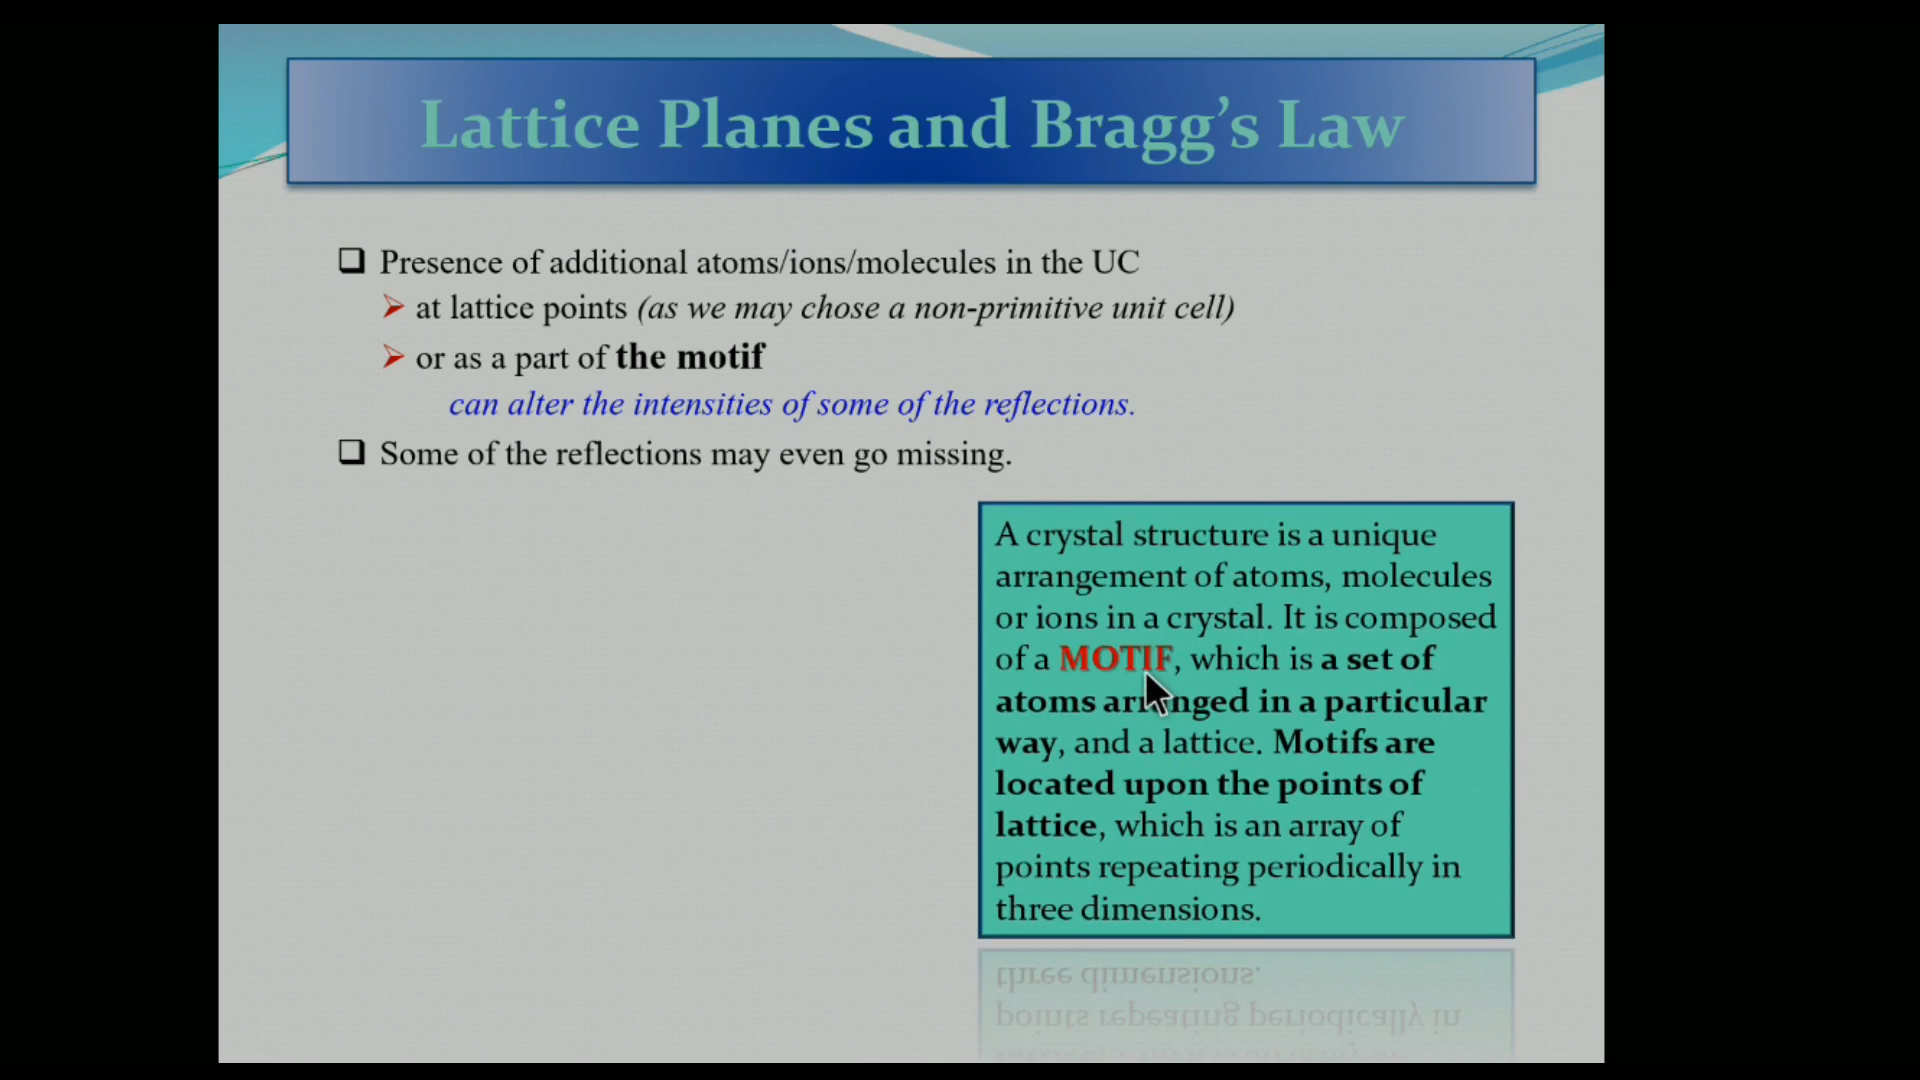 Lattice Planes and Bragg’s Law
Presence of additional atoms/ions/molecules in the UC
at lattice points (as we may chose a non-primitive unit cell)
or as a part of the motif
can alter the intensities of some of the reflections.
Some of the reflections may even go missing.
A crystal structure is a unique
arrangement of atoms, molecules
or ions in a crystal. It is composed
of a MOTIF, which is a set of
atoms arranged in a particular
way, and a lattice. Motifs are
located upon the points of
lattice, which is an array of
points repeating periodically in
three dimensions.